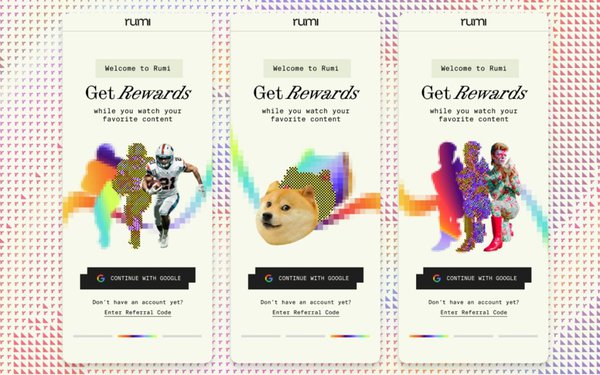 rumi
Welcome to Rumi
Get Rewards
while you watch your
favorite content
21
CONTINUE WITH GOOGLE
Don't have an account yet?
Enter Referral Code
rumi
Welcome to Rumi
Get Rewards
while you watch your
favorite content
CONTINUE WITH GOOGLE
Don't have an account yet?
Enter Referral Code
rumi
Welcome to Rumi
Get Rewards
while you watch your
favorite content
CONTINUE WITH GOOGLE
Don't have an account yet?
Enter Referral Code